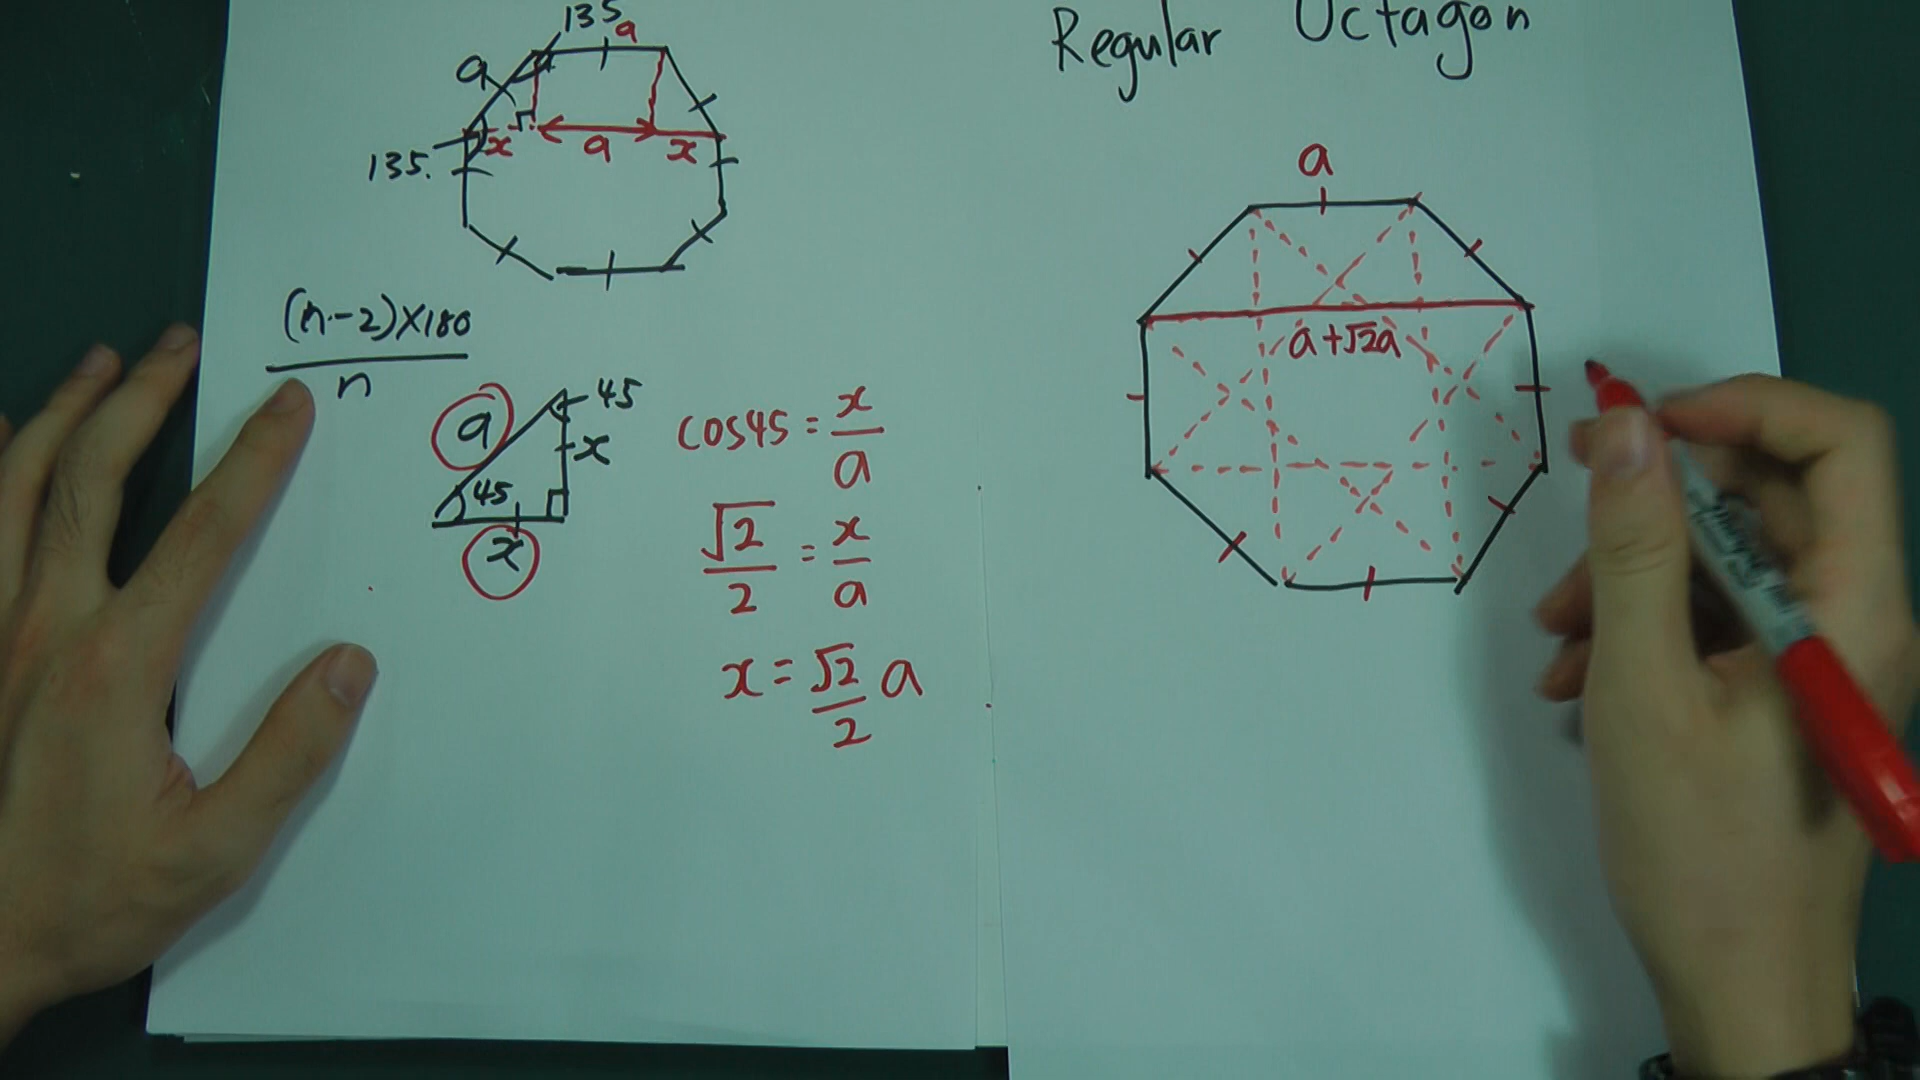 Regular Octagon
135
a
a
135.
x
a
x
(n-2)×180
n
a
45
x
45
x
cos45 = x/a
√2/2 = x/a
x = √2/2 a
a
a+√2a